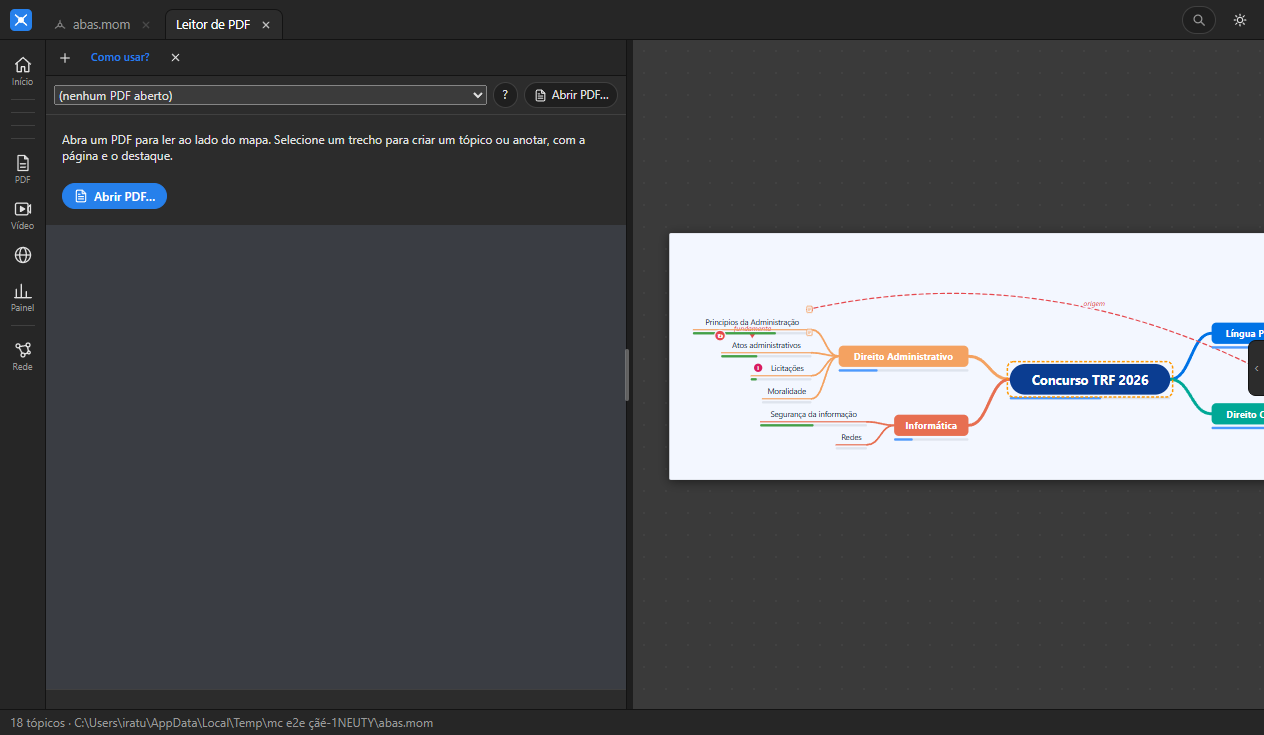 abas.mom
Leitor de PDF
Início
PDF
Vídeo
Painel
Rede
Como usar?
(nenhum PDF aberto)
?
Abrir PDF...
Abra um PDF para ler ao lado do mapa. Selecione um trecho para criar um tópico ou anotar, com a
página e o destaque.
Abrir PDF...
origem
Princípios da Administração
fundamento
Atos administrativos
Licitações
Moralidade
Direito Administrativo
Segurança da informação
Redes
Informática
Concurso TRF 2026
Língua P
Direito C
18 tópicos · C:\Users\iratu\AppData\Local\Temp\mc e2e çãé-1NEUTY\abas.mom